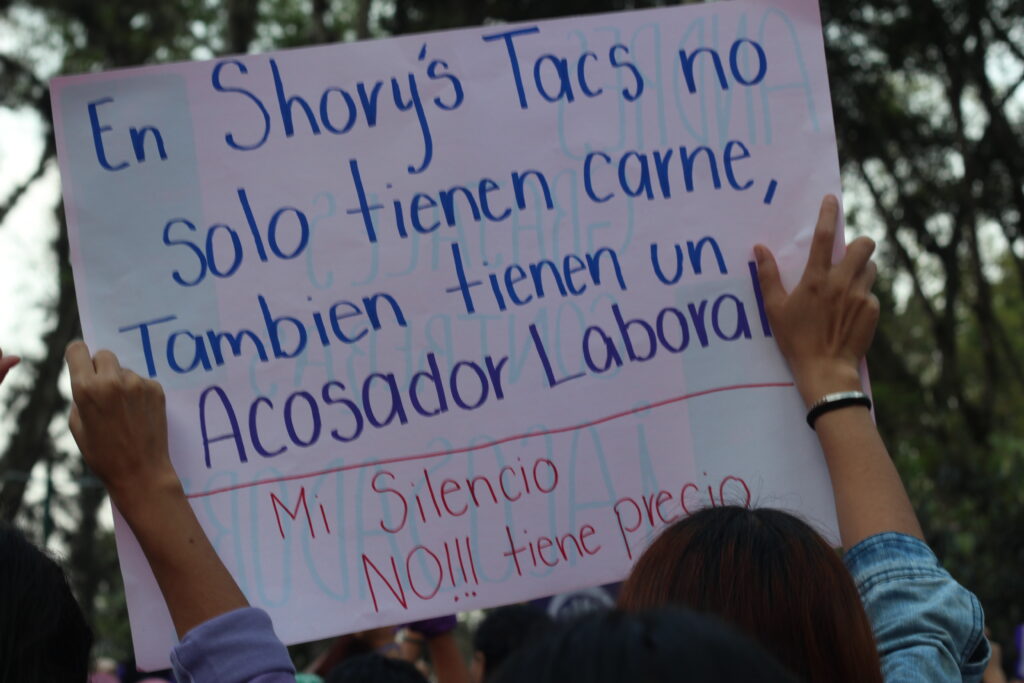 En Shory's Tacs no
solo tienen carne,
Tambien tienen un
Acosador Laboral
Mi Silencio
NO!!! tiene precio